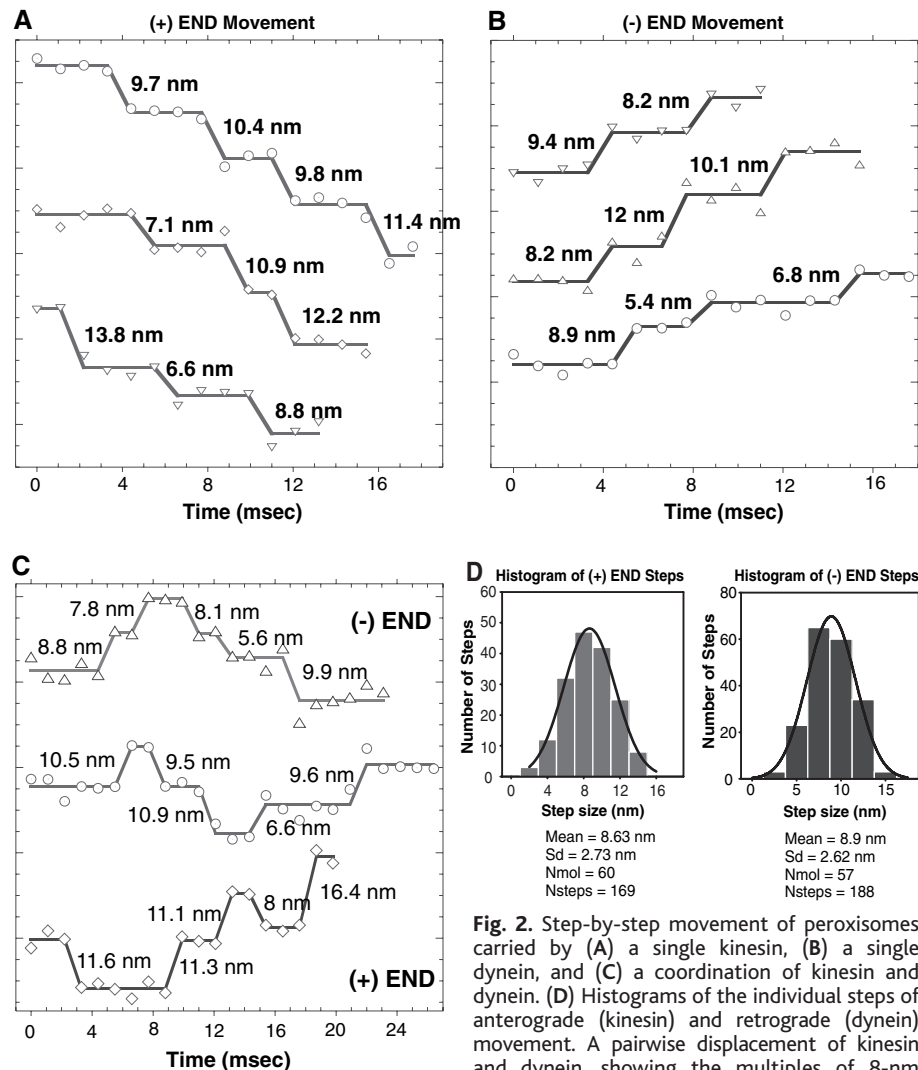 A
(+) END Movement
9.7 nm
10.4 nm
9.8 nm
11.4 nm
7.1 nm
10.9 nm
12.2 nm
13.8 nm
6.6 nm
8.8 nm
0 4 8 12 16
Time (msec)
B
(-) END Movement
8.2 nm
9.4 nm
10.1 nm
12 nm
8.2 nm
6.8 nm
5.4 nm
8.9 nm
0 4 8 12 16
Time (msec)
C
7.8 nm
8.1 nm
(-) END
8.8 nm
5.6 nm
9.9 nm
10.5 nm
9.5 nm
9.6 nm
10.9 nm
6.6 nm
16.4 nm
11.1 nm
8 nm
11.6 nm
11.3 nm
(+) END
0 4 8 12 16 20 24
Time (msec)
D
Histogram of (+) END Steps
60
50
40
30
20
10
0
Number of Steps
0 4 8 12 16
Step size (nm)
Mean = 8.63 nm
Sd = 2.73 nm
Nmol = 60
Nsteps = 169
Histogram of (-) END Steps
80
60
40
20
0
Number of Steps
0 5 10 15
Step size (nm)
Mean = 8.9 nm
Sd = 2.62 nm
Nmol = 57
Nsteps = 188
Fig. 2. Step-by-step movement of peroxisomes
carried by (A) a single kinesin, (B) a single
dynein, and (C) a coordination of kinesin and
dynein. (D) Histograms of the individual steps of
anterograde (kinesin) and retrograde (dynein)
movement. A pairwise displacement of kinesin
and dynein, showing the multiples of 8-nm